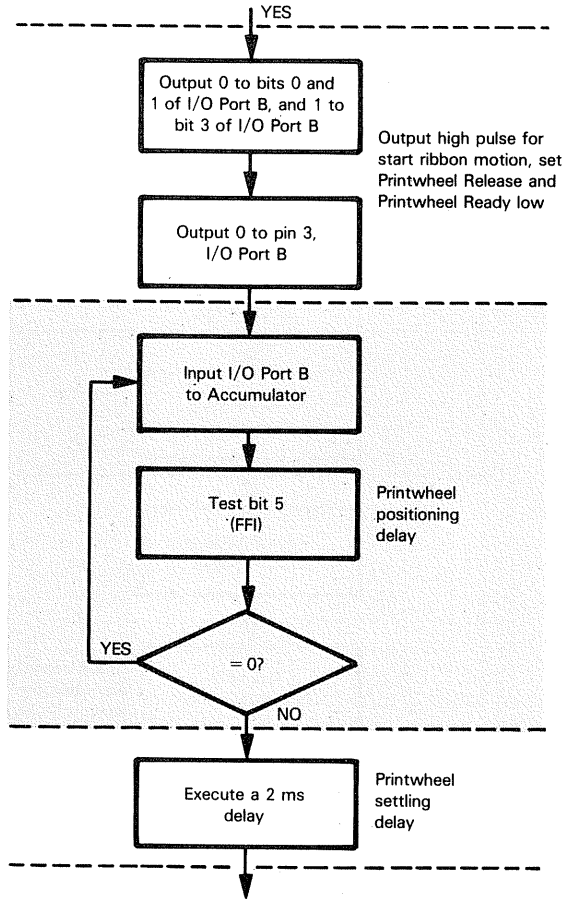 YES
Output 0 to bits 0 and
1 of I/O Port B, and 1 to
bit 3 of I/O Port B
Output high pulse for
start ribbon motion, set
Printwheel Release and
Printwheel Ready low
Output 0 to pin 3,
I/O Port B
Input I/O Port B
to Accumulator
Test bit 5
(FFI)
Printwheel
positioning
delay
YES
= 0?
NO
Execute a 2 ms
delay
Printwheel
settling
delay